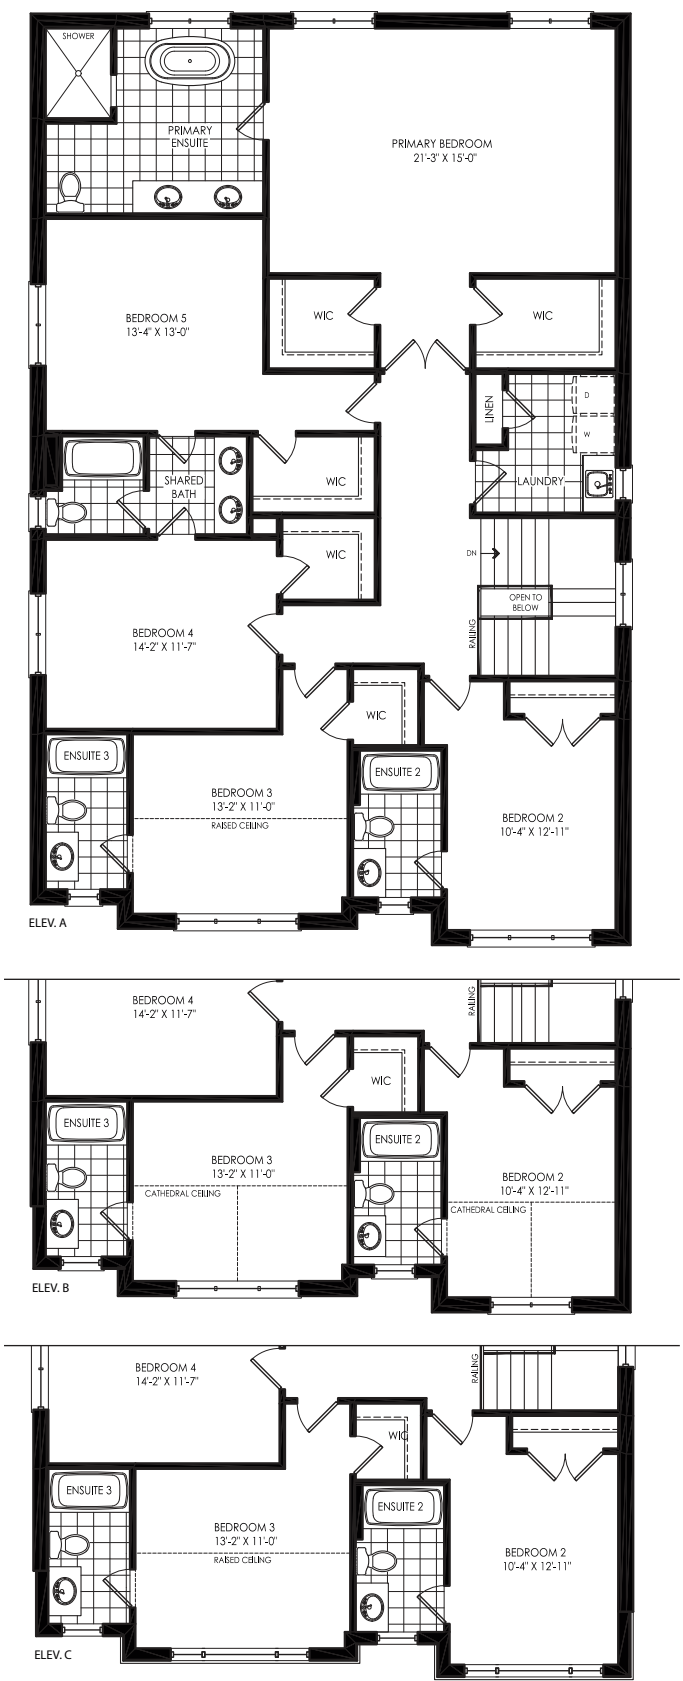 SHOWER
PRIMARY
ENSUITE
PRIMARY BEDROOM
21'-3" X 15'-0"
BEDROOM 5
13'-4" X 13'-0"
WIC
WIC
LINEN
D
W
LAUNDRY
SHARED
BATH
WIC
WIC
DN
OPEN TO
BELOW
RAILING
BEDROOM 4
14'-2" X 11'-7"
WIC
ENSUITE 3
BEDROOM 3
13'-2" X 11'-0"
RAISED CEILING
ENSUITE 2
BEDROOM 2
10'-4" X 12'-11"
ELEV. A
BEDROOM 4
14'-2" X 11'-7"
RAILING
WIC
ENSUITE 3
ENSUITE 2
BEDROOM 3
13'-2" X 11'-0"
CATHEDRAL CEILING
BEDROOM 2
10'-4" X 12'-11"
CATHEDRAL CEILING
ELEV. B
BEDROOM 4
14'-2" X 11'-7"
RAILING
WIC
ENSUITE 3
ENSUITE 2
BEDROOM 3
13'-2" X 11'-0"
RAISED CEILING
BEDROOM 2
10'-4" X 12'-11"
ELEV. C